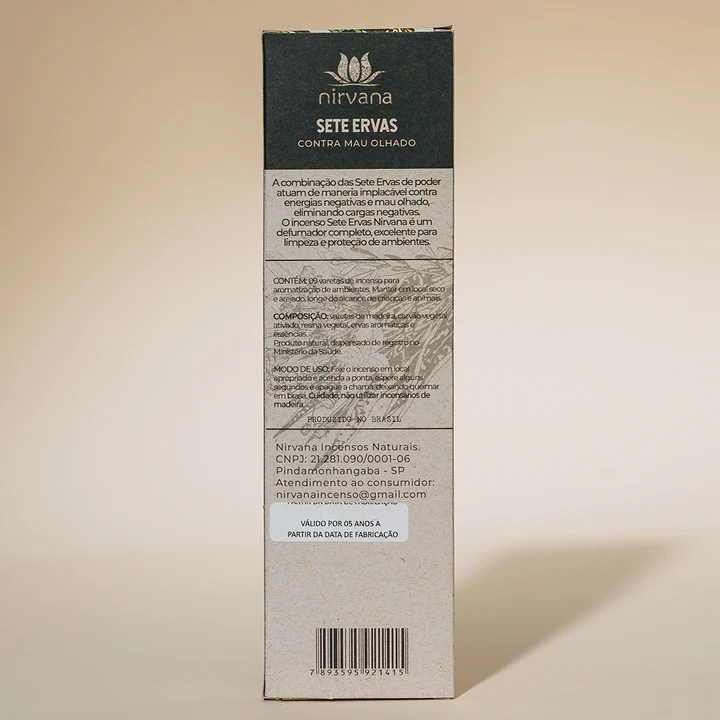 nirvana
SETE ERVAS
CONTRA MAU OLHADO
A combinação das Sete Ervas de poder
atuam de maneria implacável contra
energias negativas e mau olhado,
eliminando cargas negativas.
O incenso Sete Ervas Nirvana é um
defumador completo, excelente para
limpeza e proteção de ambientes.
CONTÉM: 09 varetas de incenso para
aromatização de ambientes. Manter em local seco
e arejado, longe do alcance de crianças e animais.
COMPOSIÇÃO: varetas de madeira, carvão vegetal
ativado, resina vegetal, ervas aromáticas e
essências.
Produto natural, dispensado de registro no
Ministério da Saúde.
MODO DE USO: Fixe o incenso em local
apropriado e acenda a ponta, espere alguns
segundos e apague a chama, deixando queimar
em brasa. Cuidado, não utilizar incensários de
madeira.
PRODUZIDO NO BRASIL
Nirvana Incensos Naturais.
CNPJ: 21.281.090/0001-06
Pindamonhangaba - SP
Atendimento ao consumidor:
nirvanaincenso@gmail.com
PARTIR DA DATA DE FABRICAÇÃO
VÁLIDO POR 05 ANOS A
PARTIR DA DATA DE FABRICAÇÃO
7 893595 921415